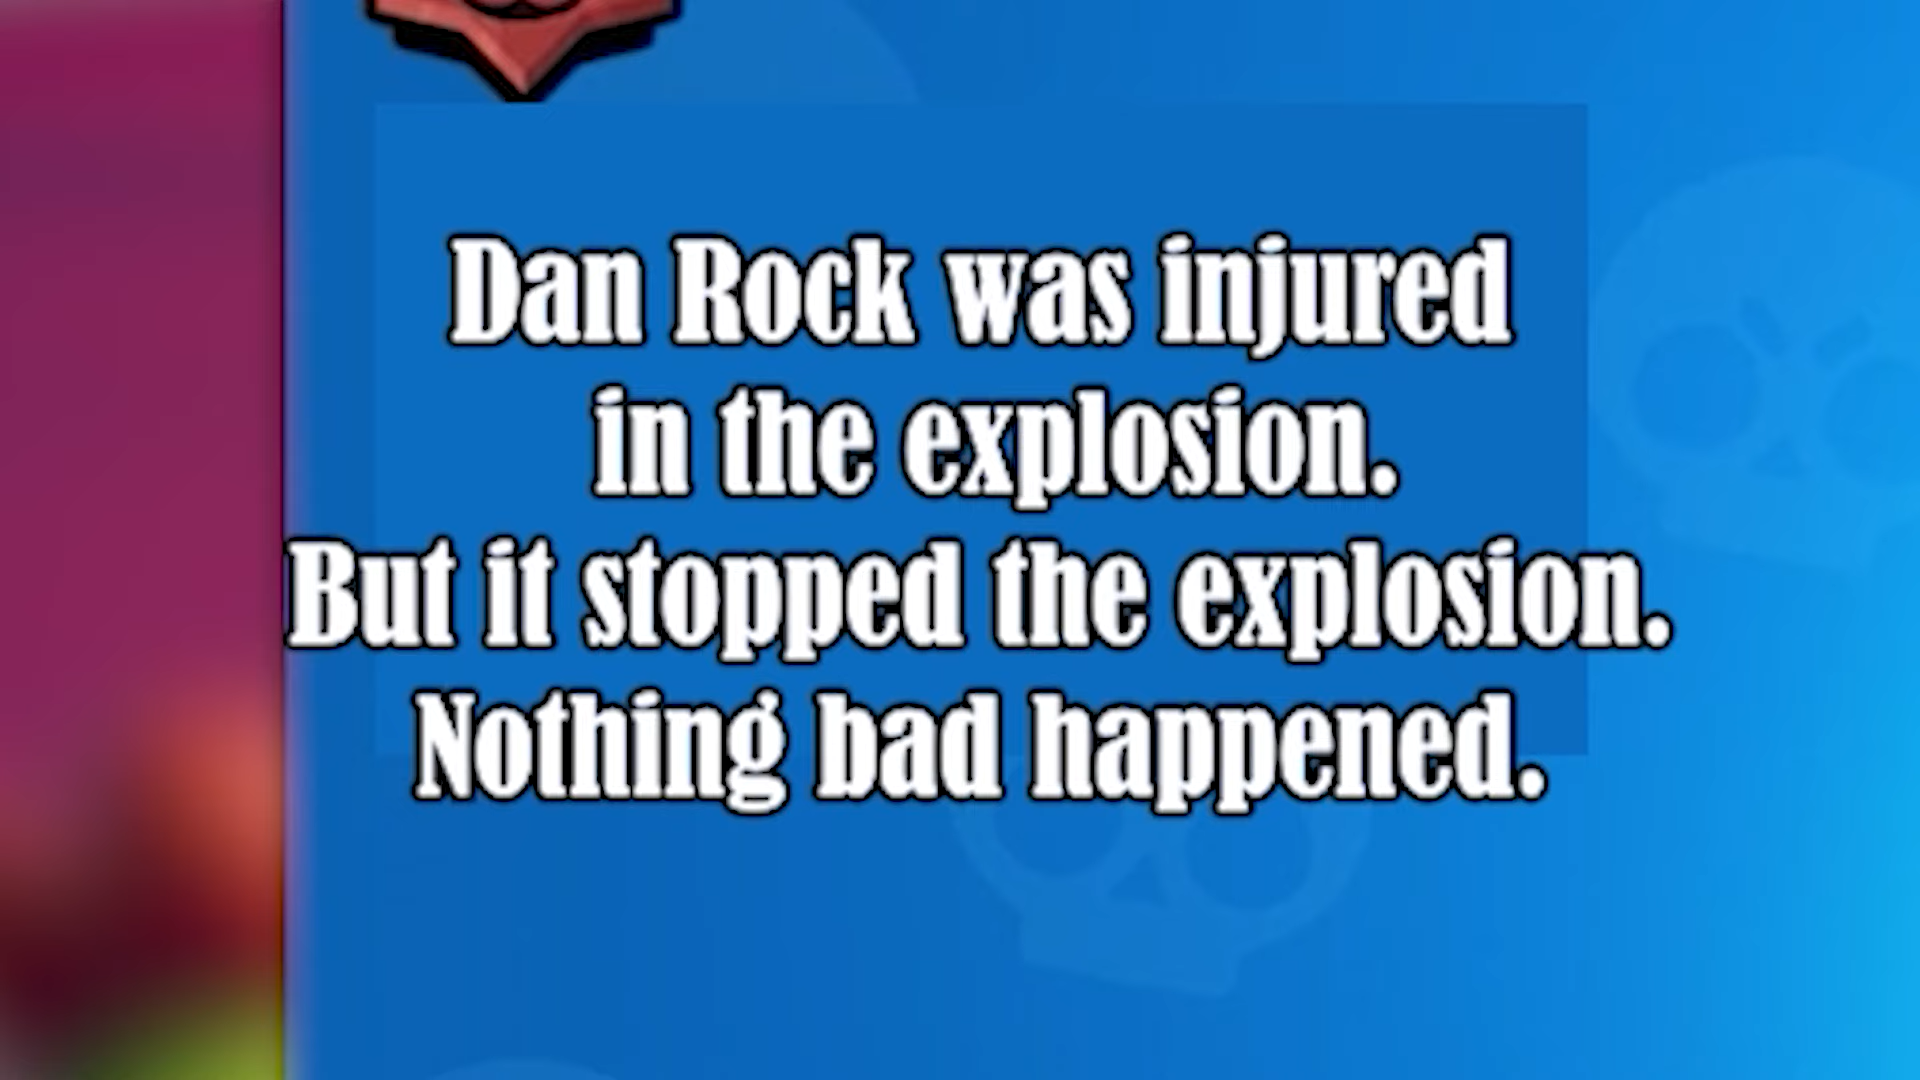 Dan Rock was injured
in the explosion.
But it stopped the explosion.
Nothing bad happened.